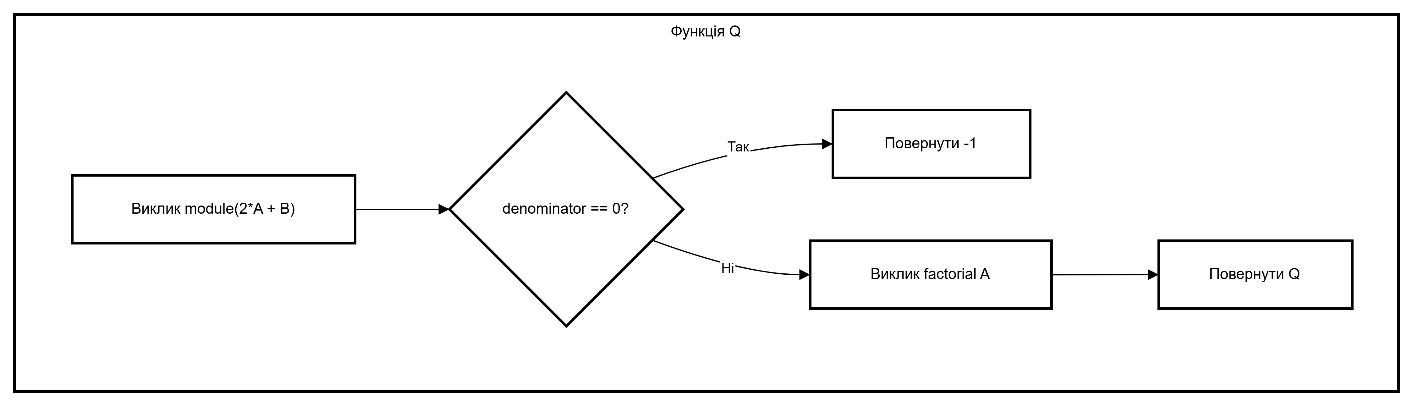 Функція Q
Виклик module(2*A + B)
denominator == 0?
Так
Повернути -1
Ні
Виклик factorial A
Повернути Q